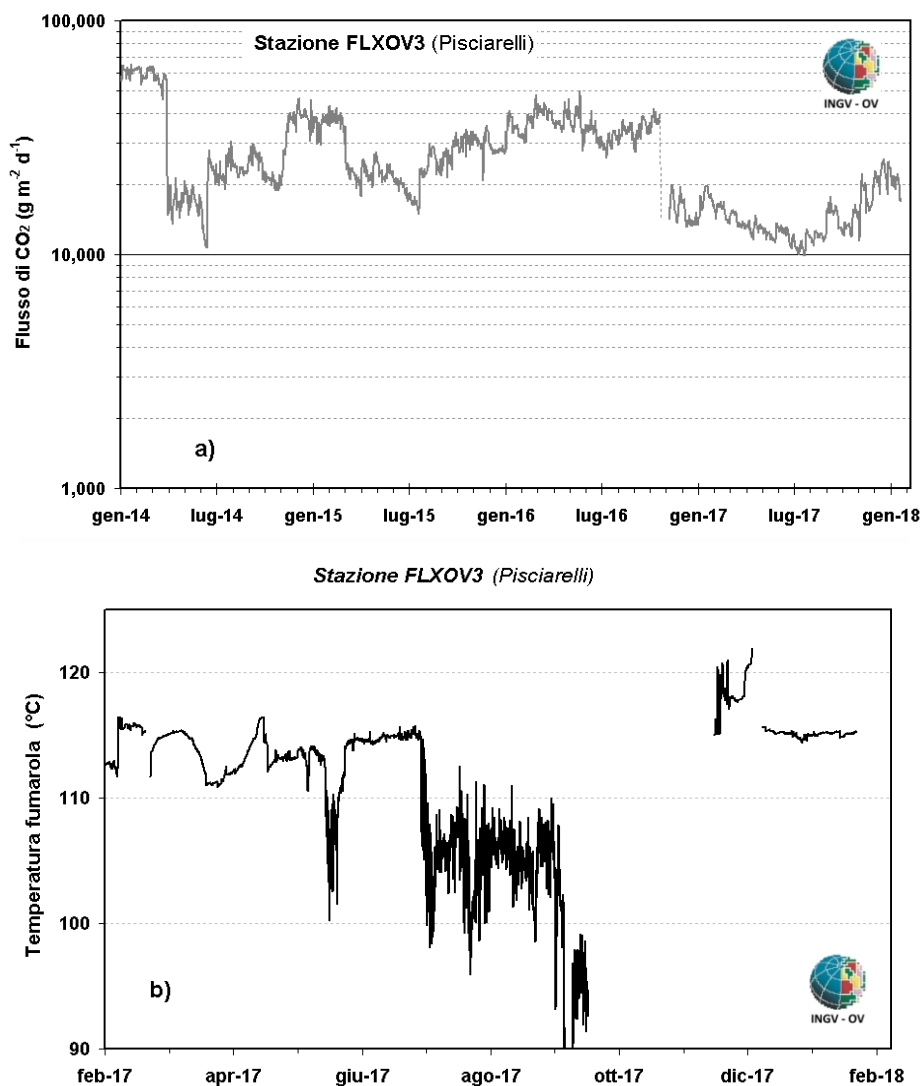 100,000
Stazione FLXOV3 (Pisciarelli)
INGV - OV
Flusso di CO2 (g m-2 d-1)
10,000
a)
1,000
gen-14 lug-14 gen-15 lug-15 gen-16 lug-16 gen-17 lug-17 gen-18
Stazione FLXOV3 (Pisciarelli)
120
Temperatura fumarola (°C)
110
100
b)
INGV - OV
90
feb-17 apr-17 giu-17 ago-17 ott-17 dic-17 feb-18